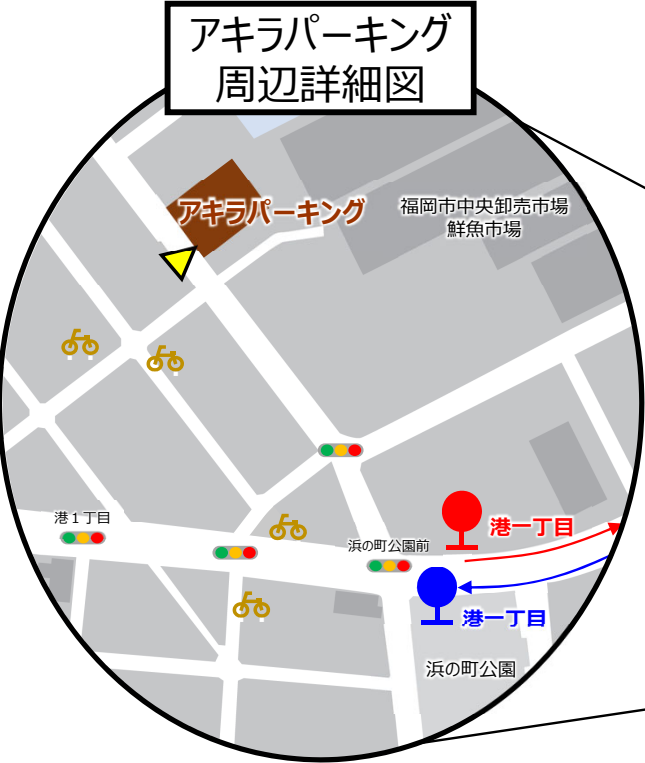 アキラパーキング
周辺詳細図
アキラパーキング
福岡市中央卸売市場
鮮魚市場
港１丁目
浜の町公園前
港一丁目
港一丁目
浜の町公園